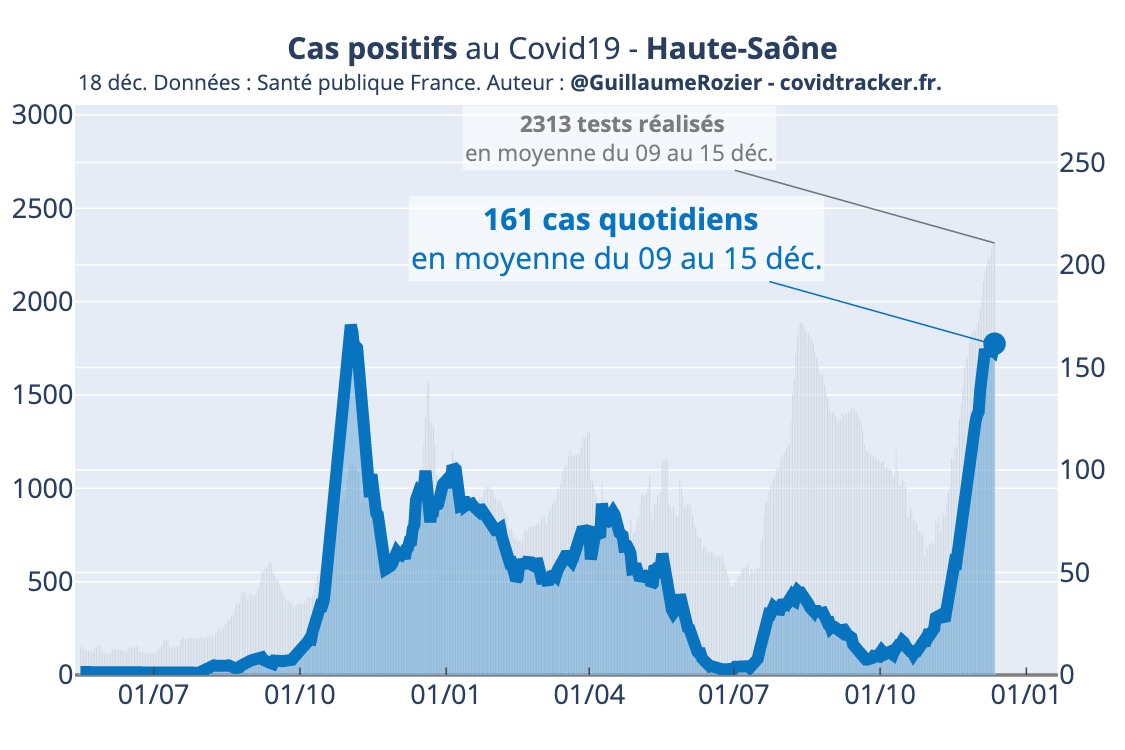 Cas positifs au Covid19 - Haute-Saône
18 déc. Données : Santé publique France. Auteur : @GuillaumeRozier - covidtracker.fr.
2313 tests réalisés
en moyenne du 09 au 15 déc.
161 cas quotidiens
en moyenne du 09 au 15 déc.
3000
2500
2000
1500
1000
500
0
250
200
150
100
50
0
01/07 01/10 01/01 01/04 01/07 01/10 01/01